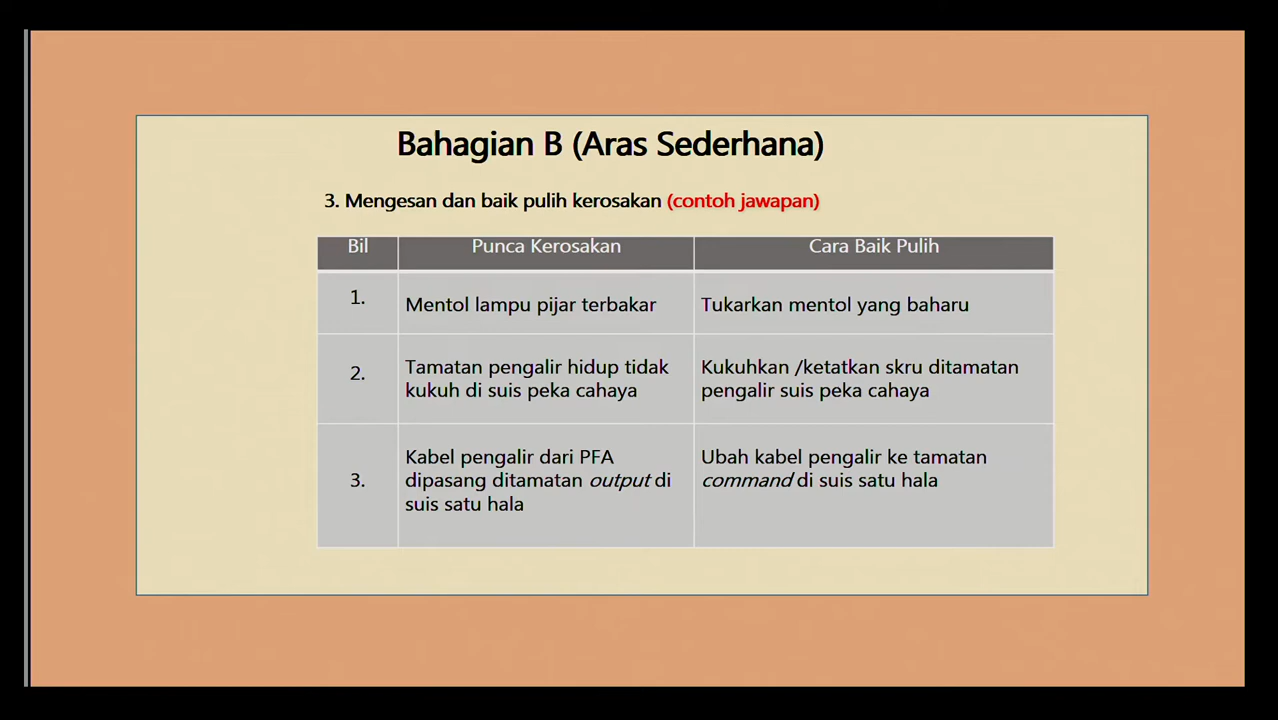 Bahagian B (Aras Sederhana)
3. Mengesan dan baik pulih kerosakan (contoh jawapan)
Bil Punca Kerosakan Cara Baik Pulih
1. Mentol lampu pijar terbakar Tukarkan mentol yang baharu
2. Tamatan pengalir hidup tidak Kukuhkan /ketatkan skru ditamatan
kukuh di suis peka cahaya pengalir suis peka cahaya
Kabel pengalir dari PFA Ubah kabel pengalir ke tamatan
3. dipasang ditamatan output di command di suis satu hala
suis satu hala